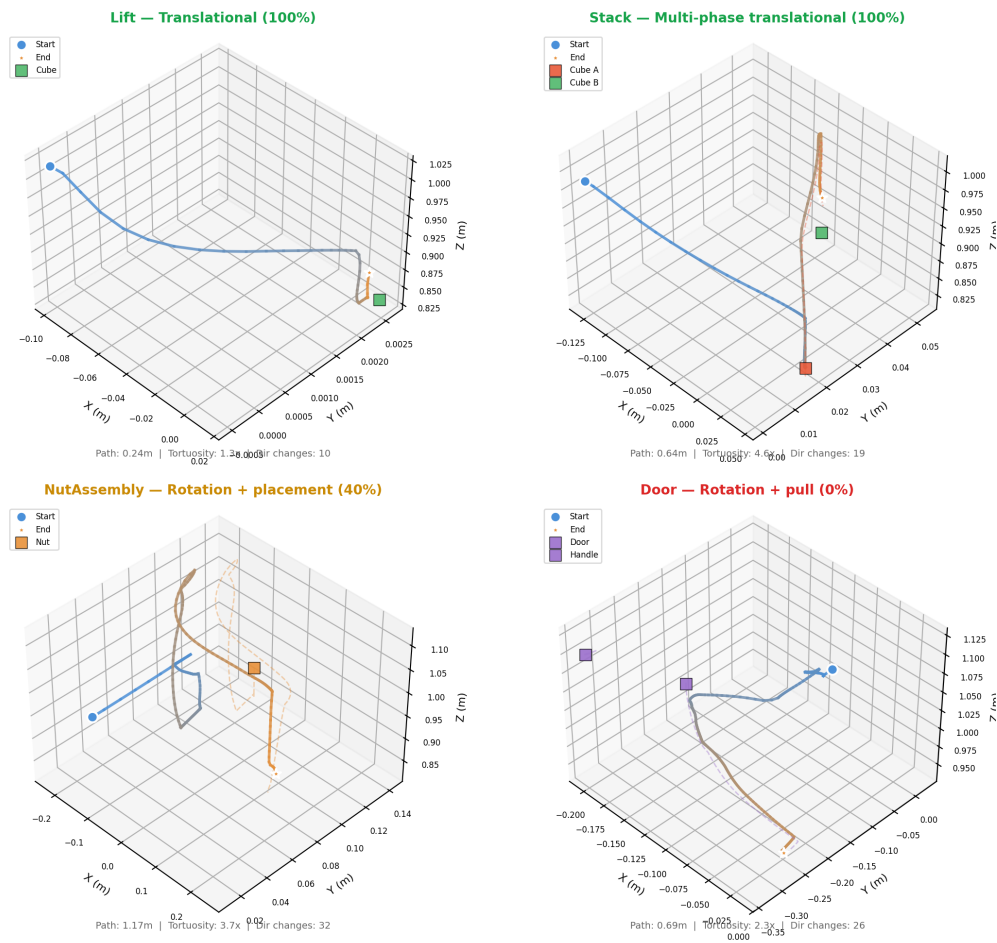 Lift — Translational (100%)
Start
End
Cube
1.025
1.000
0.975
0.950
0.925
0.900
0.875
0.850
0.825
Z (m)
−0.10
−0.08
−0.06
−0.04
−0.02
0.00
0.02
X (m)
−0.0005
0.0000
0.0005
0.0010
0.0015
0.0020
0.0025
Y (m)
Path: 0.24m | Tortuosity: 1.3x | Dir changes: 10
Stack — Multi-phase translational (100%)
Start
End
Cube A
Cube B
1.000
0.975
0.950
0.925
0.900
0.875
0.850
0.825
Z (m)
−0.125
−0.100
−0.075
−0.050
−0.025
0.000
0.025
0.050
X (m)
0.00
0.01
0.02
0.03
0.04
0.05
Y (m)
Path: 0.64m | Tortuosity: 4.6x | Dir changes: 19
NutAssembly — Rotation + placement (40%)
Start
End
Nut
1.10
1.05
1.00
0.95
0.90
0.85
Z (m)
−0.2
−0.1
0.0
0.1
0.2
X (m)
0.02
0.04
0.06
0.08
0.10
0.12
0.14
Y (m)
Path: 1.17m | Tortuosity: 3.7x | Dir changes: 32
Door — Rotation + pull (0%)
Start
End
Door
Handle
1.125
1.100
1.075
1.050
1.025
1.000
0.975
0.950
Z (m)
−0.200
−0.175
−0.150
−0.125
−0.100
−0.075
−0.050
−0.025
0.000
X (m)
−0.35
−0.30
−0.25
−0.20
−0.15
−0.10
−0.05
0.00
Y (m)
Path: 0.69m | Tortuosity: 2.3x | Dir changes: 26